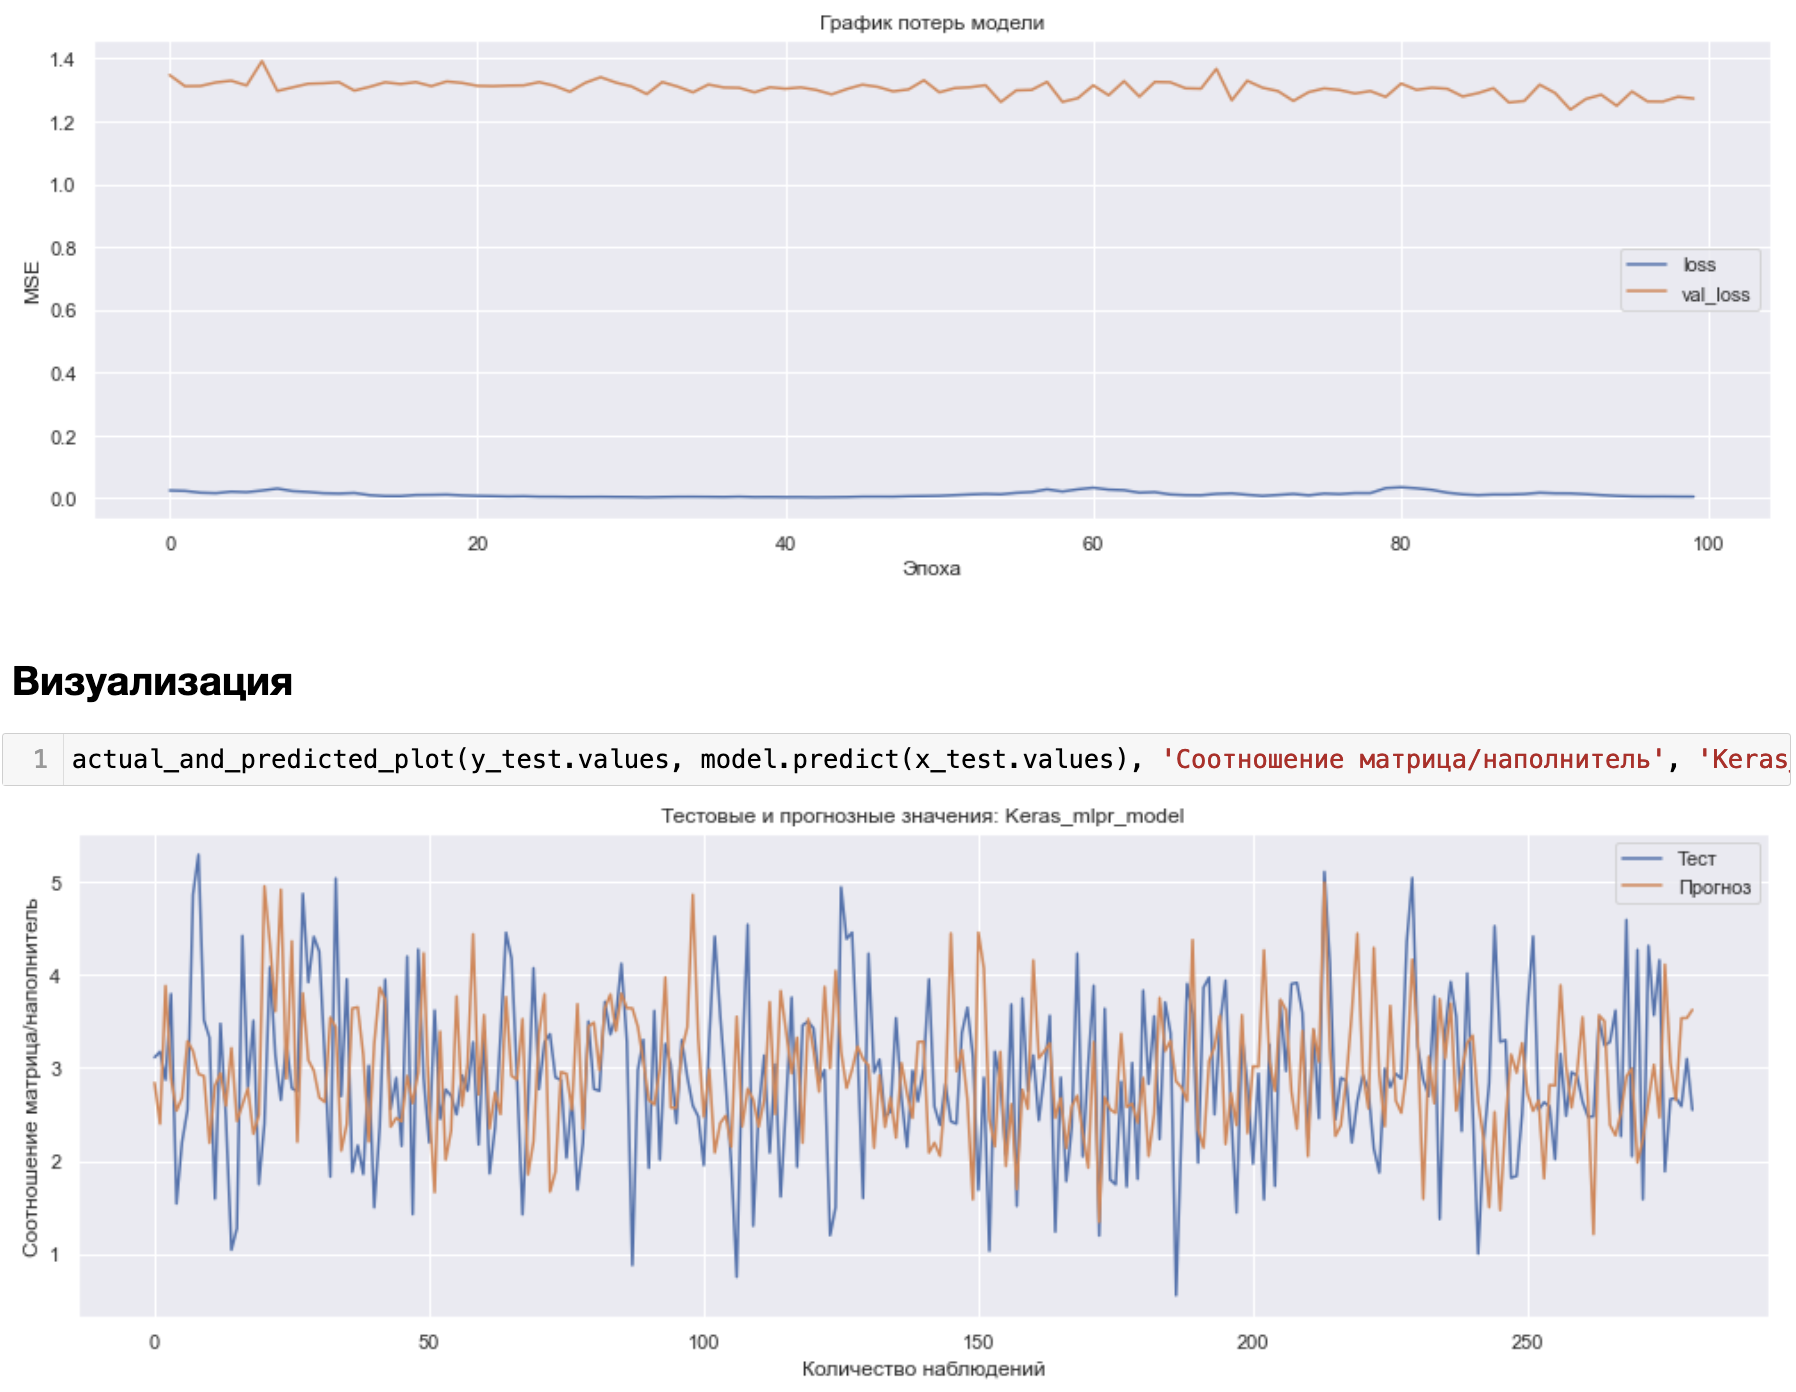 График потерь модели
1.4
1.2
1.0
0.8
0.6
0.4
0.2
0.0
MSE
loss
val_loss
0 20 40 60 80 100
Эпоха
Визуализация
1 actual_and_predicted_plot(y_test.values, model.predict(x_test.values), 'Соотношение матрица/наполнитель', 'Keras_
Тестовые и прогнозные значения: Keras_mlpr_model
5
4
3
2
1
Соотношение матрица/наполнитель
Тест
Прогноз
0 50 100 150 200 250
Количество наблюдений